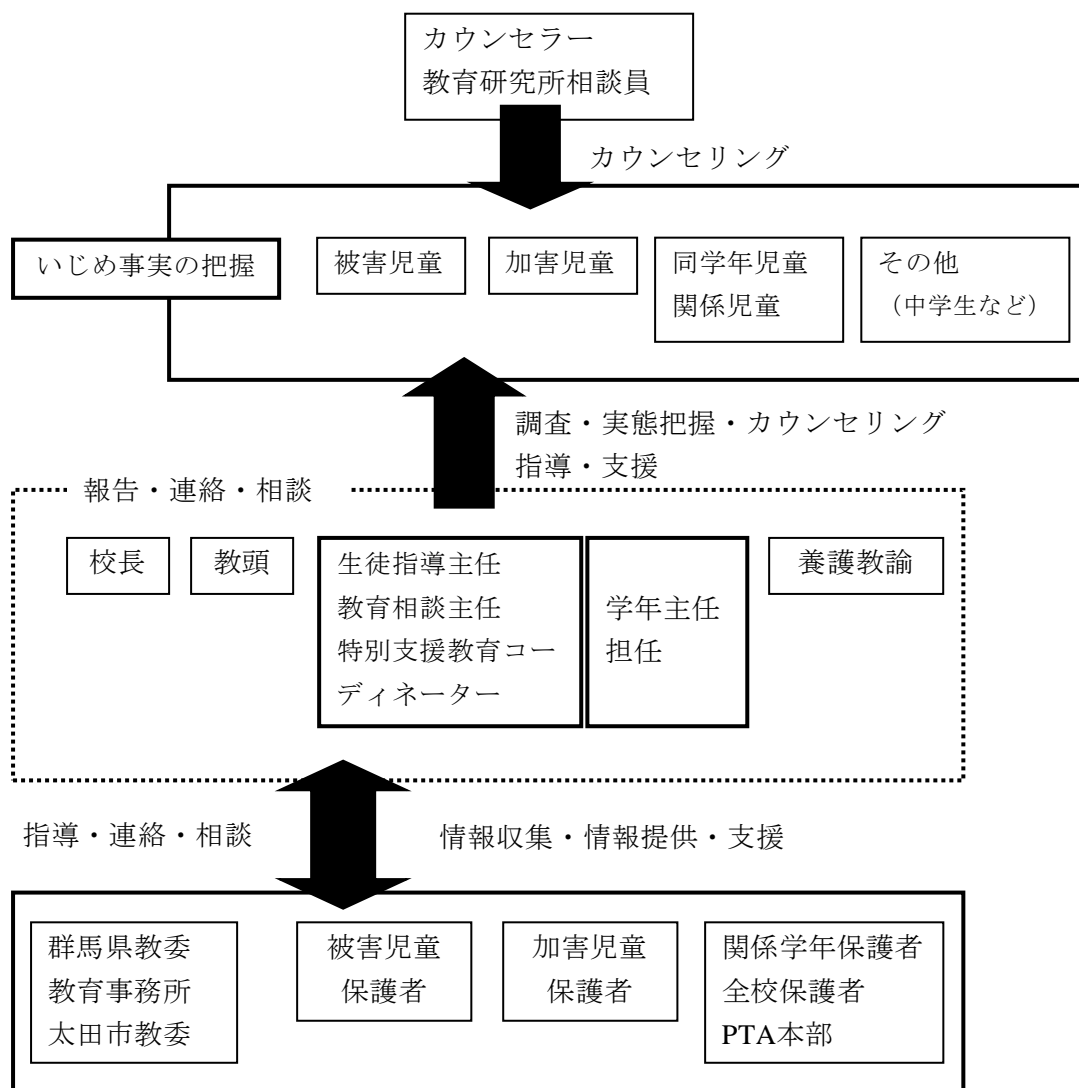 カウンセラー
教育研究所相談員
カウンセリング
いじめ事実の把握
被害児童
加害児童
同学年児童
関係児童
その他
（中学生など）
調査・実態把握・カウンセリング
指導・支援
報告・連絡・相談
校長
教頭
生徒指導主任
教育相談主任
特別支援教育コー
ディネーター
学年主任
担任
養護教諭
指導・連絡・相談
情報収集・情報提供・支援
群馬県教委
教育事務所
太田市教委
被害児童
保護者
加害児童
保護者
関係学年保護者
全校保護者
PTA本部